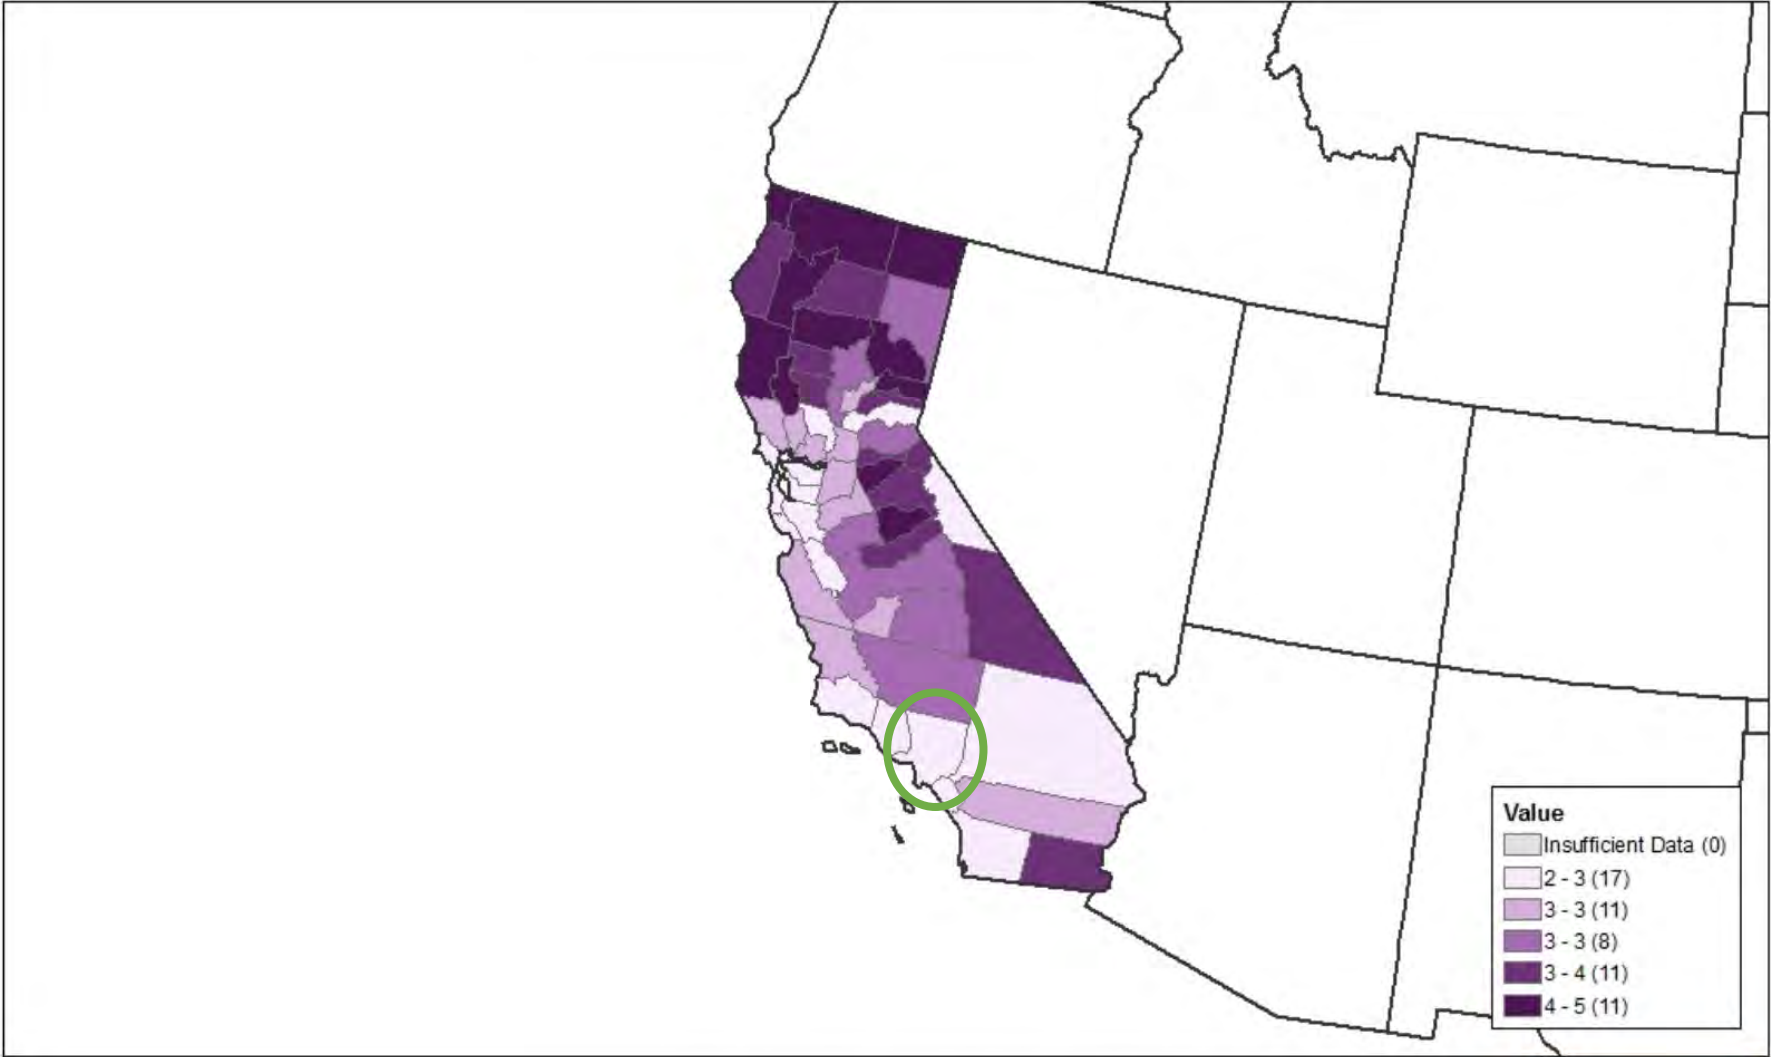 Value
Insufficient Data (0)
2 - 3 (17)
3 - 3 (11)
3 - 3 (8)
3 - 4 (11)
4 - 5 (11)